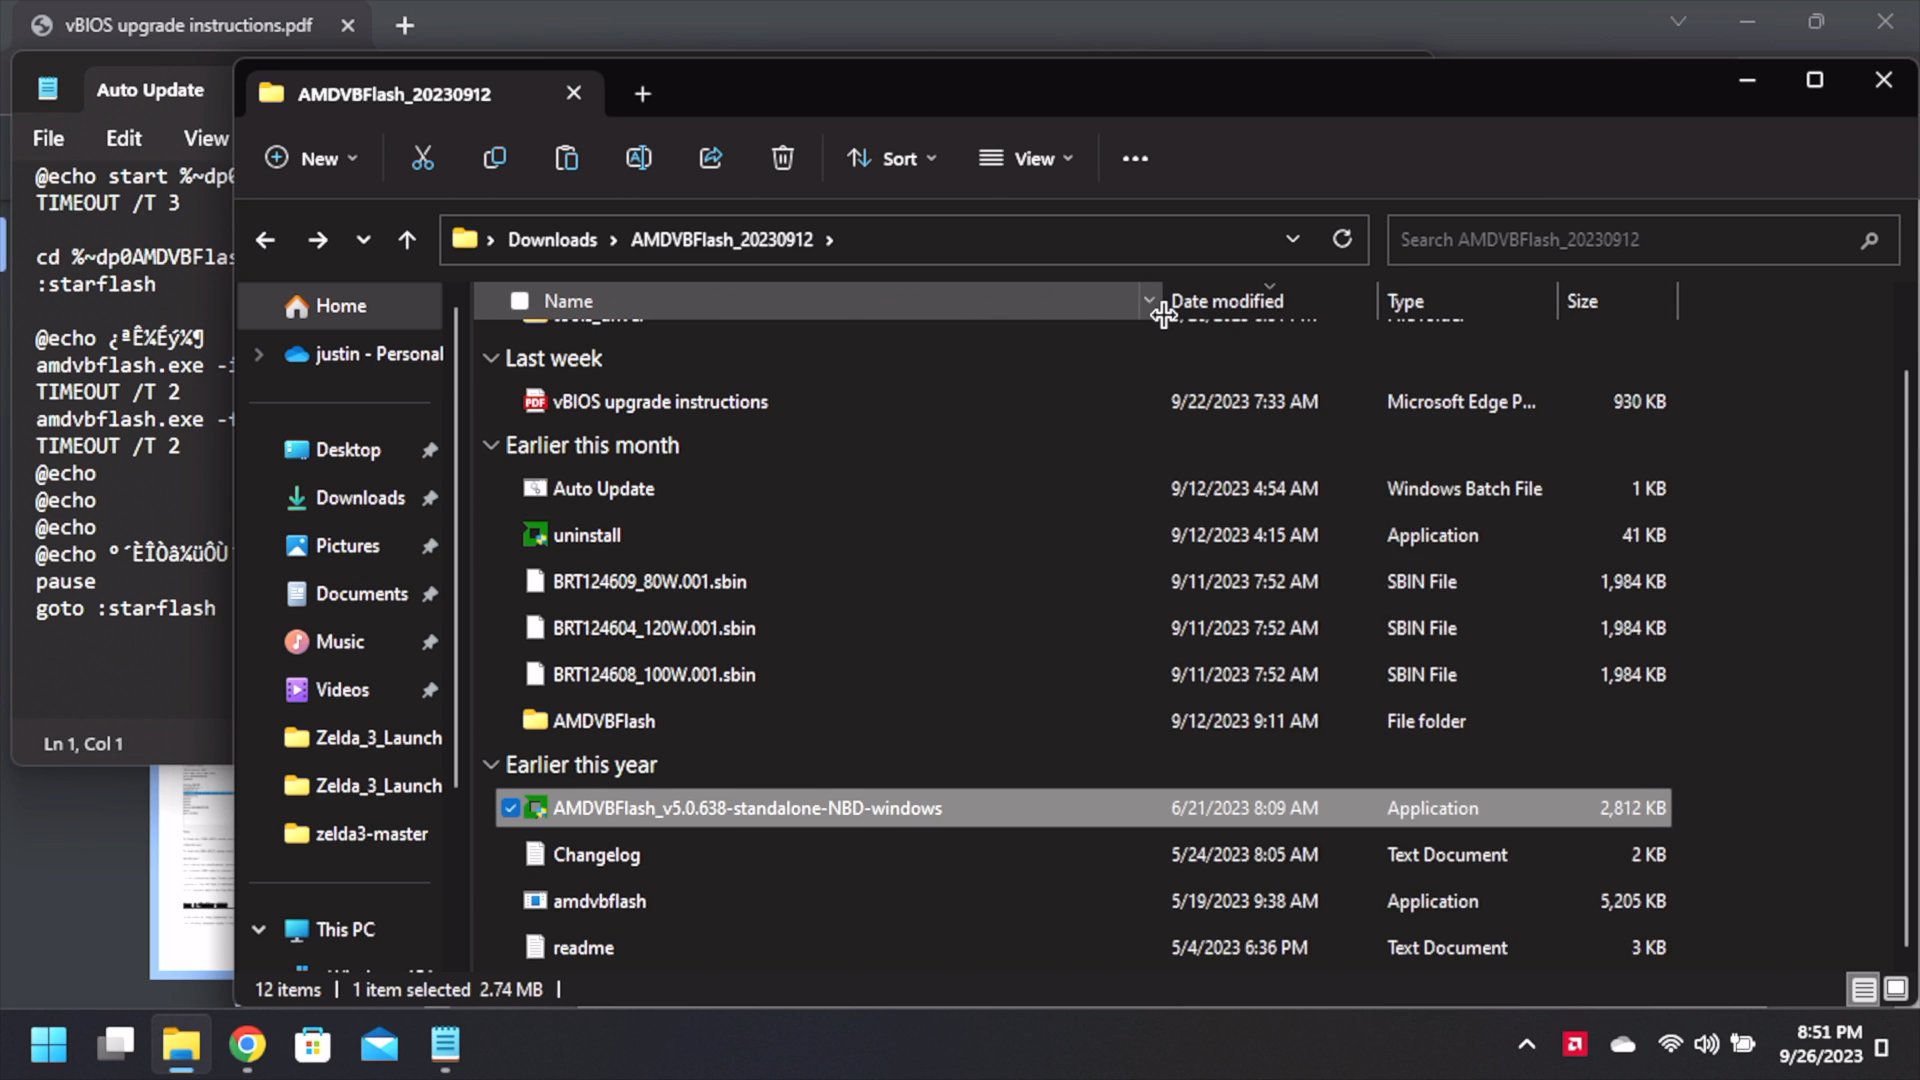 vBIOS upgrade instructions.pdf
Auto Update
AMDVBFlash_20230912
File Edit View
New
Sort
View
@echo start %~dp0
TIMEOUT /T 3
cd %~dp0AMDVBFlas
:starflash
@echo ¿ªÊ¼Éý¼¶
amdvbflash.exe -i
TIMEOUT /T 2
amdvbflash.exe -f
TIMEOUT /T 2
@echo
@echo
@echo
@echo º´ÈÎÒâ¼üÔÙ
pause
goto :starflash
Ln 1, Col 1
Downloads AMDVBFlash_20230912
Search AMDVBFlash_20230912
Home
justin - Personal
Desktop
Downloads
Pictures
Documents
Music
Videos
Zelda_3_Launch
Zelda_3_Launch
zelda3-master
This PC
Name Date modified Type Size
Last week
vBIOS upgrade instructions 9/22/2023 7:33 AM Microsoft Edge P... 930 KB
Earlier this month
Auto Update 9/12/2023 4:54 AM Windows Batch File 1 KB
uninstall 9/12/2023 4:15 AM Application 41 KB
BRT124609_80W.001.sbin 9/11/2023 7:52 AM SBIN File 1,984 KB
BRT124604_120W.001.sbin 9/11/2023 7:52 AM SBIN File 1,984 KB
BRT124608_100W.001.sbin 9/11/2023 7:52 AM SBIN File 1,984 KB
AMDVBFlash 9/12/2023 9:11 AM File folder
Earlier this year
AMDVBFlash_v5.0.638-standalone-NBD-windows 6/21/2023 8:09 AM Application 2,812 KB
Changelog 5/24/2023 8:05 AM Text Document 2 KB
amdvbflash 5/19/2023 9:38 AM Application 5,205 KB
readme 5/4/2023 6:36 PM Text Document 3 KB
12 items 1 item selected 2.74 MB
8:51 PM
9/26/2023